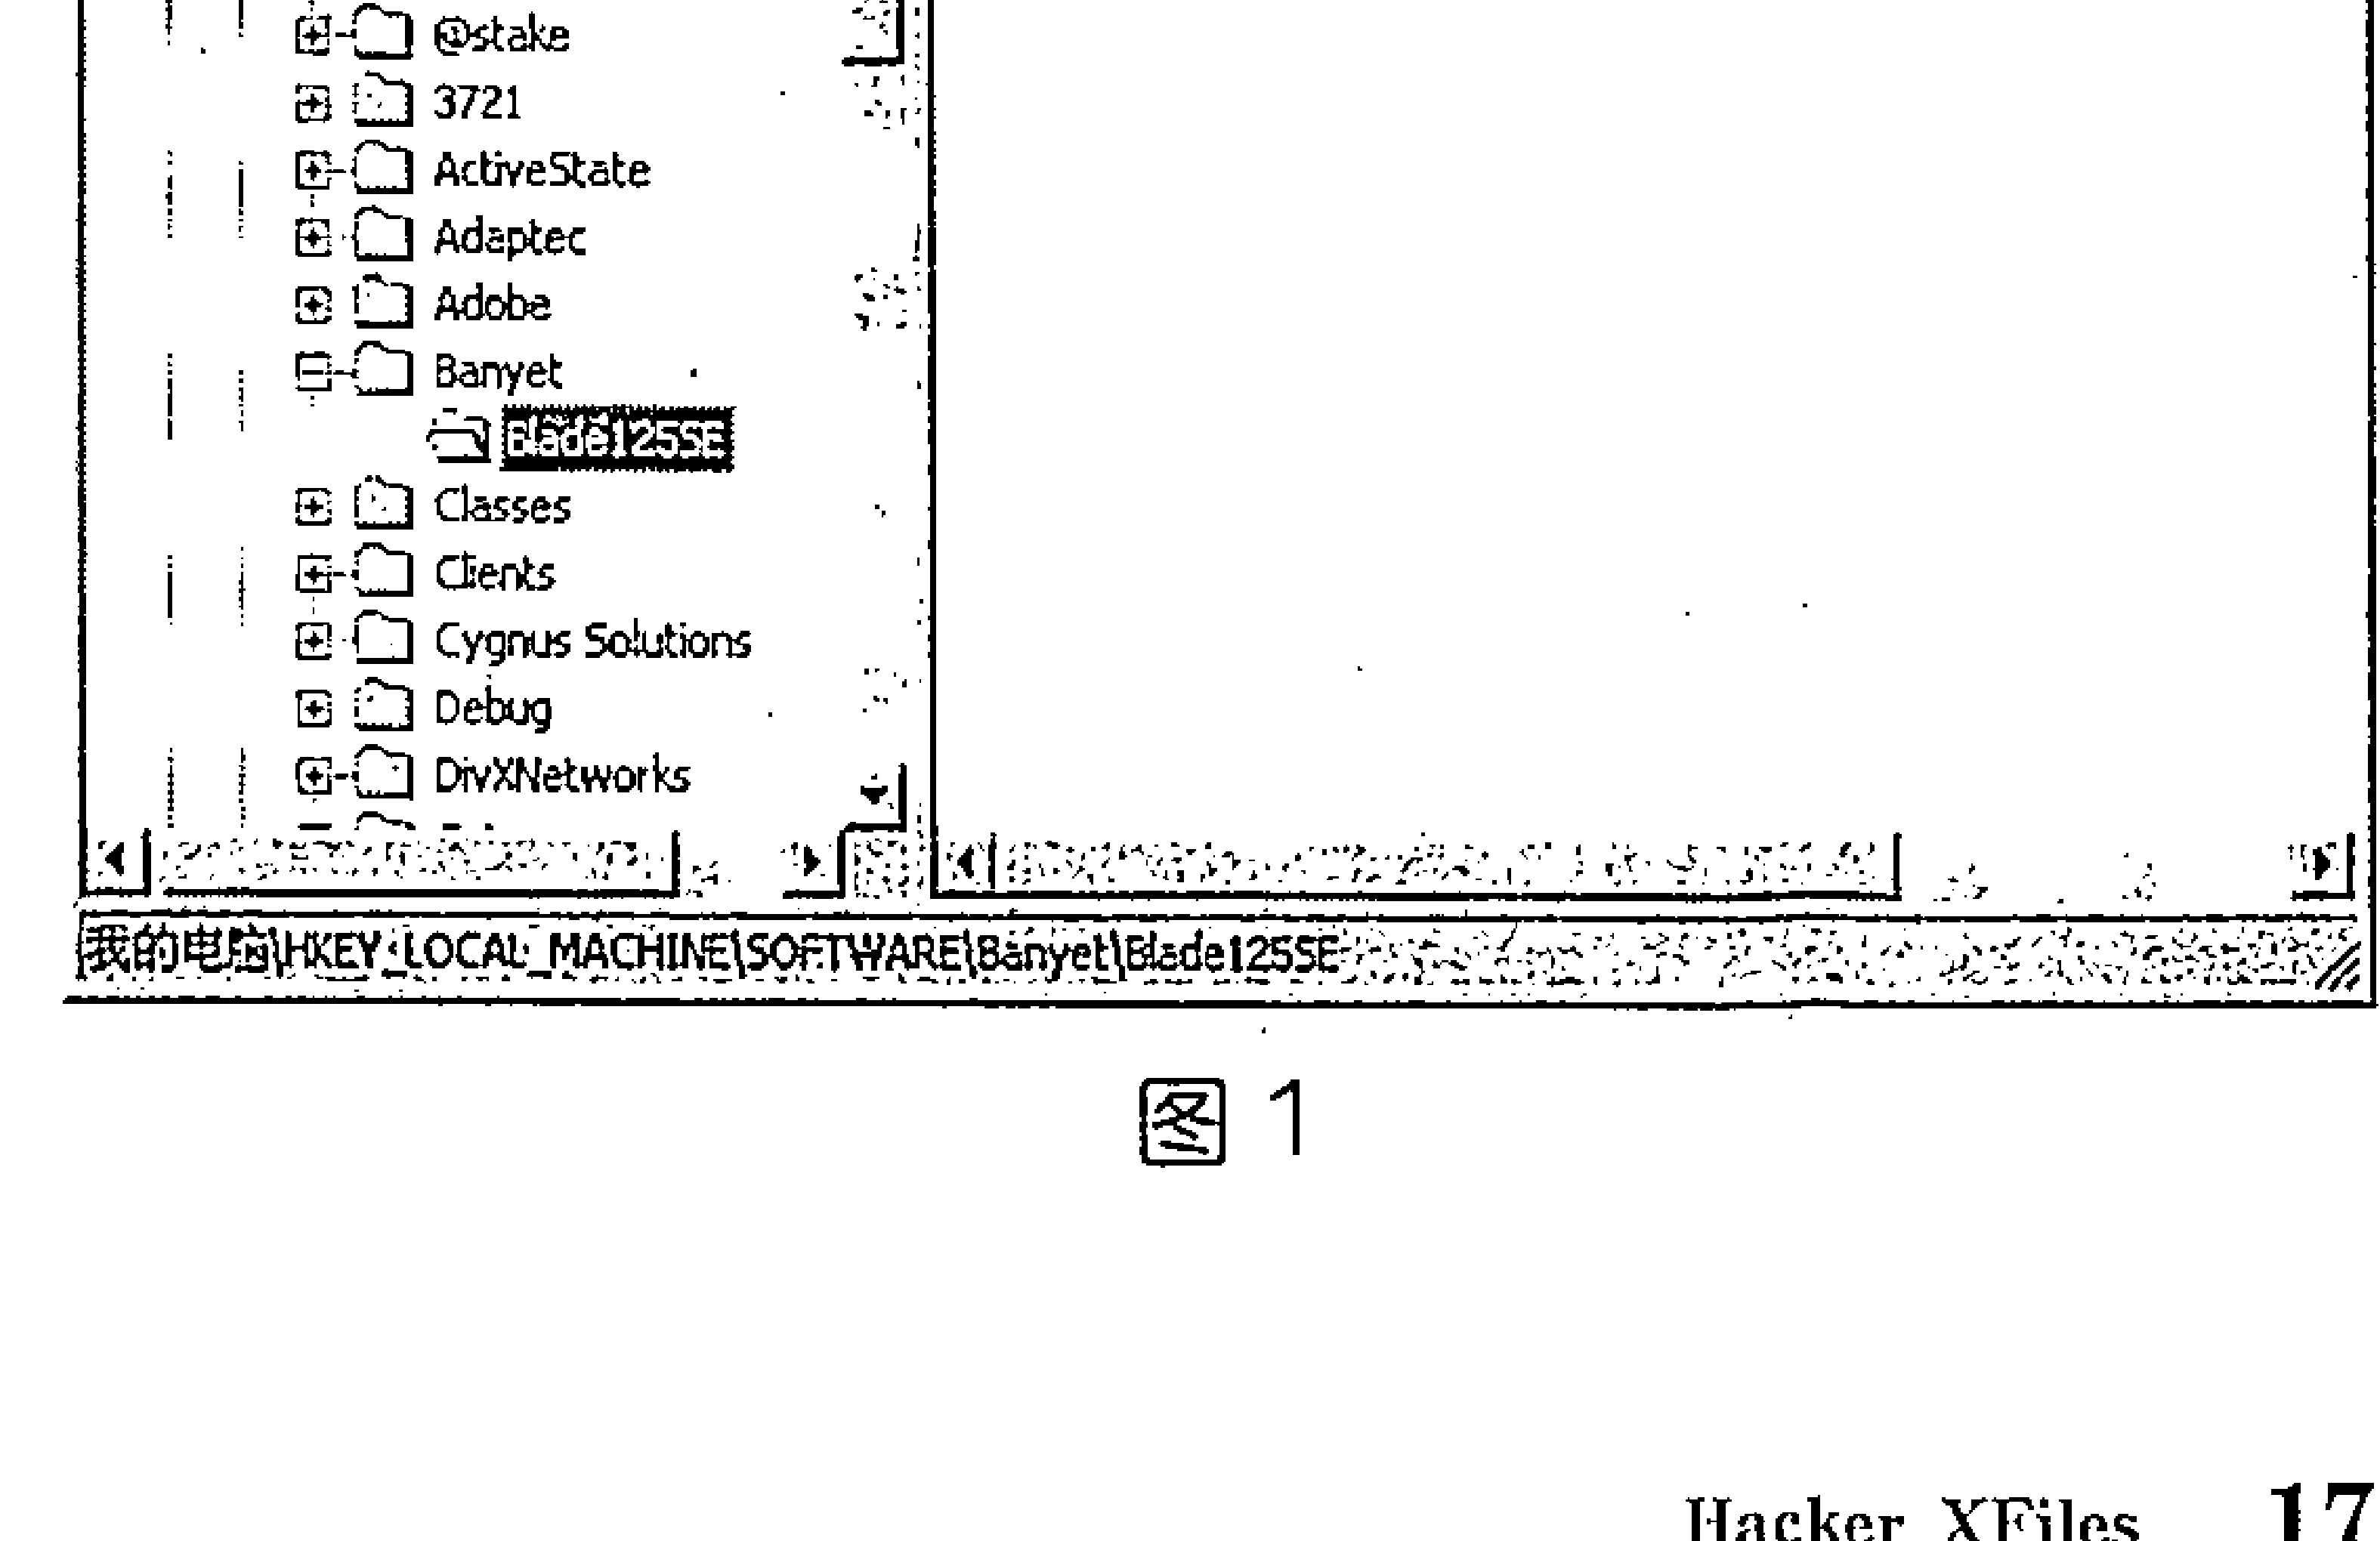 @stake
3721
ActiveState
Adaptec
Adobe
Banyet
Blade125SE
Classes
Clients
Cygnus Solutions
Debug
DivXNetworks
我的电脑\HKEY_LOCAL_MACHINE\SOFTWARE\Banyet\Blade125SE
图 1
Hacker XFiles 17